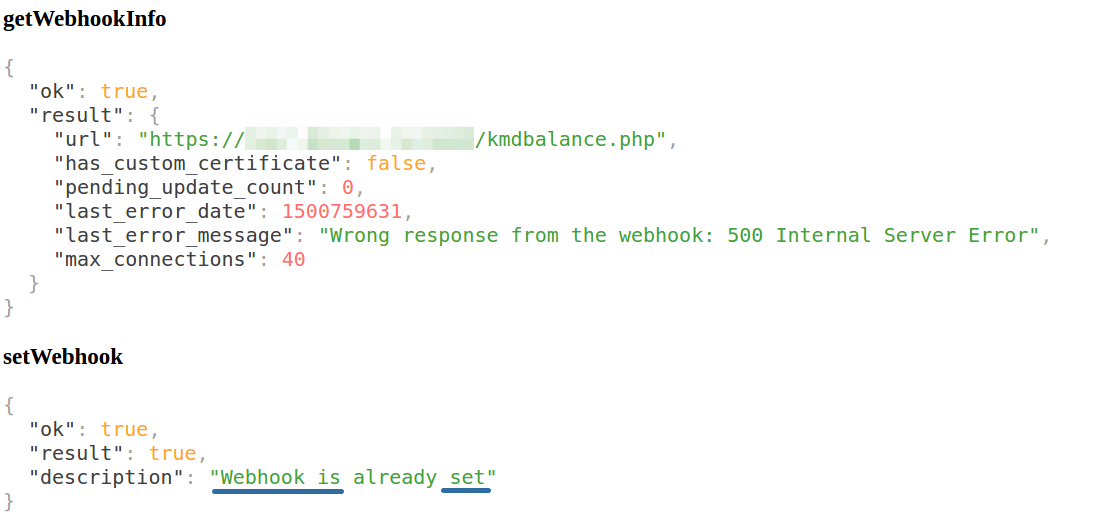 getWebhookInfo
{
"ok": true,
"result": {
"url": "https:///kmdbalance.php",
"has_custom_certificate": false,
"pending_update_count": 0,
"last_error_date": 1500759631,
"last_error_message": "Wrong response from the webhook: 500 Internal Server Error",
"max_connections": 40
}
}
setWebhook
{
"ok": true,
"result": true,
"description": "Webhook is already set"
}